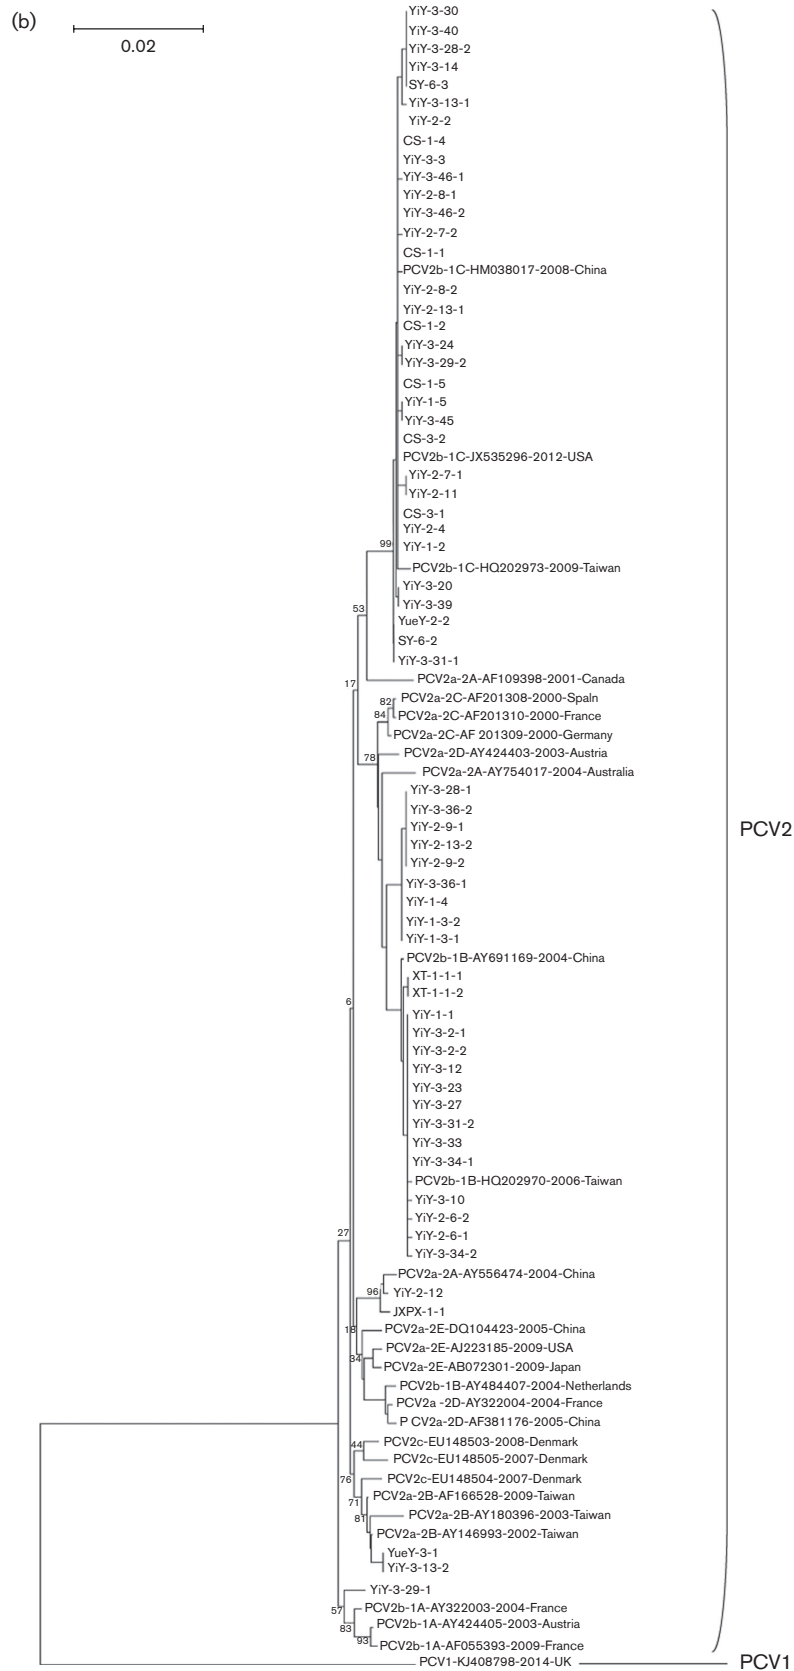 (b)
0.02
YiY-3-30
YiY-3-40
YiY-3-28-2
YiY-3-14
SY-6-3
YiY-3-13-1
YiY-2-2
CS-1-4
YiY-3-3
YiY-3-46-1
YiY-2-8-1
YiY-3-46-2
YiY-2-7-2
CS-1-1
PCV2b-1C-HM038017-2008-China
YiY-2-8-2
YiY-2-13-1
CS-1-2
YiY-3-24
YiY-3-29-2
CS-1-5
YiY-1-5
YiY-3-45
CS-3-2
PCV2b-1C-JX535296-2012-USA
YiY-2-7-1
YiY-2-11
CS-3-1
YiY-2-4
99
YiY-1-2
PCV2b-1C-HQ202973-2009-Taiwan
YiY-3-20
YiY-3-39
53
YueY-2-2
SY-6-2
YiY-3-31-1
PCV2a-2A-AF109398-2001-Canada
17
82
PCV2a-2C-AF201308-2000-Spaln
84
PCV2a-2C-AF201310-2000-France
PCV2a-2C-AF 201309-2000-Germany
78
PCV2a-2D-AY424403-2003-Austria
PCV2a-2A-AY754017-2004-Australia
YiY-3-28-1
YiY-3-36-2
YiY-2-9-1
PCV2
YiY-2-13-2
YiY-2-9-2
YiY-3-36-1
YiY-1-4
YiY-1-3-2
YiY-1-3-1
PCV2b-1B-AY691169-2004-China
XT-1-1-1
XT-1-1-2
6
YiY-1-1
YiY-3-2-1
YiY-3-2-2
YiY-3-12
YiY-3-23
YiY-3-27
YiY-3-31-2
YiY-3-33
YiY-3-34-1
PCV2b-1B-HQ202970-2006-Taiwan
YiY-3-10
YiY-2-6-2
27
YiY-2-6-1
YiY-3-34-2
PCV2a-2A-AY556474-2004-China
96
YiY-2-12
JXPX-1-1
18
PCV2a-2E-DQ104423-2005-China
PCV2a-2E-AJ223185-2009-USA
34
PCV2a-2E-AB072301-2009-Japan
PCV2b-1B-AY484407-2004-Netherlands
PCV2a -2D-AY322004-2004-France
P CV2a-2D-AF381176-2005-China
44
PCV2c-EU148503-2008-Denmark
PCV2c-EU148505-2007-Denmark
76
PCV2c-EU148504-2007-Denmark
PCV2a-2B-AF166528-2009-Taiwan
71
PCV2a-2B-AY180396-2003-Taiwan
81
PCV2a-2B-AY146993-2002-Taiwan
YueY-3-1
YiY-3-13-2
YiY-3-29-1
57
PCV2b-1A-AY322003-2004-France
83
PCV2b-1A-AY424405-2003-Austria
93
PCV2b-1A-AF055393-2009-France
PCV1-KJ408798-2014-UK
PCV1